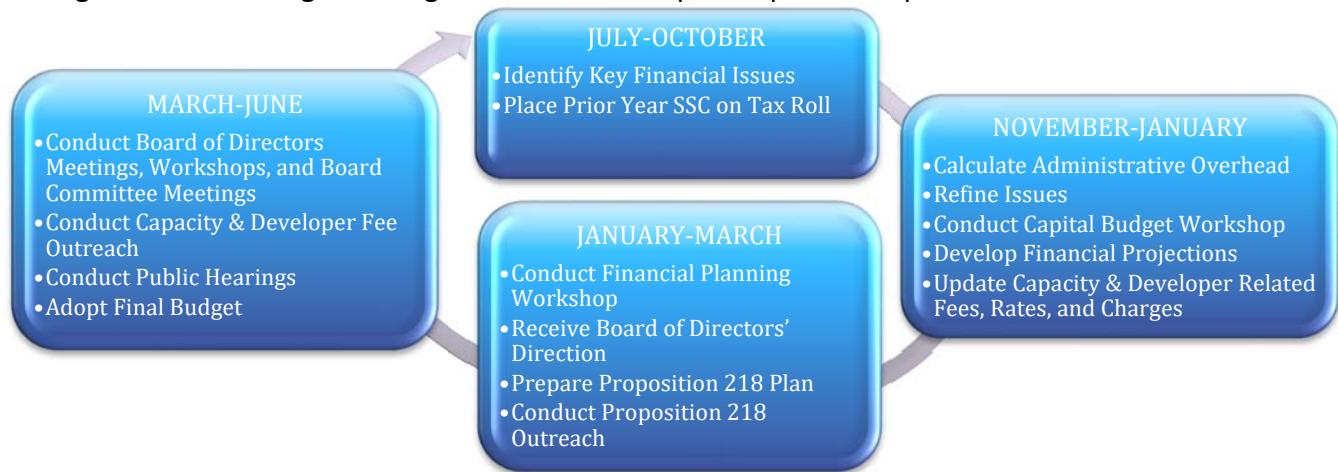 JULY-OCTOBER
•Identify Key Financial Issues
•Place Prior Year SSC on Tax Roll
NOVEMBER-JANUARY
•Calculate Administrative Overhead
•Refine Issues
•Conduct Capital Budget Workshop
•Develop Financial Projections
•Update Capacity & Developer Related
Fees, Rates, and Charges
JANUARY-MARCH
•Conduct Financial Planning
Workshop
•Receive Board of Directors’
Direction
•Prepare Proposition 218 Plan
•Conduct Proposition 218
Outreach
MARCH-JUNE
•Conduct Board of Directors
Meetings, Workshops, and Board
Committee Meetings
•Conduct Capacity & Developer Fee
Outreach
•Conduct Public Hearings
•Adopt Final Budget